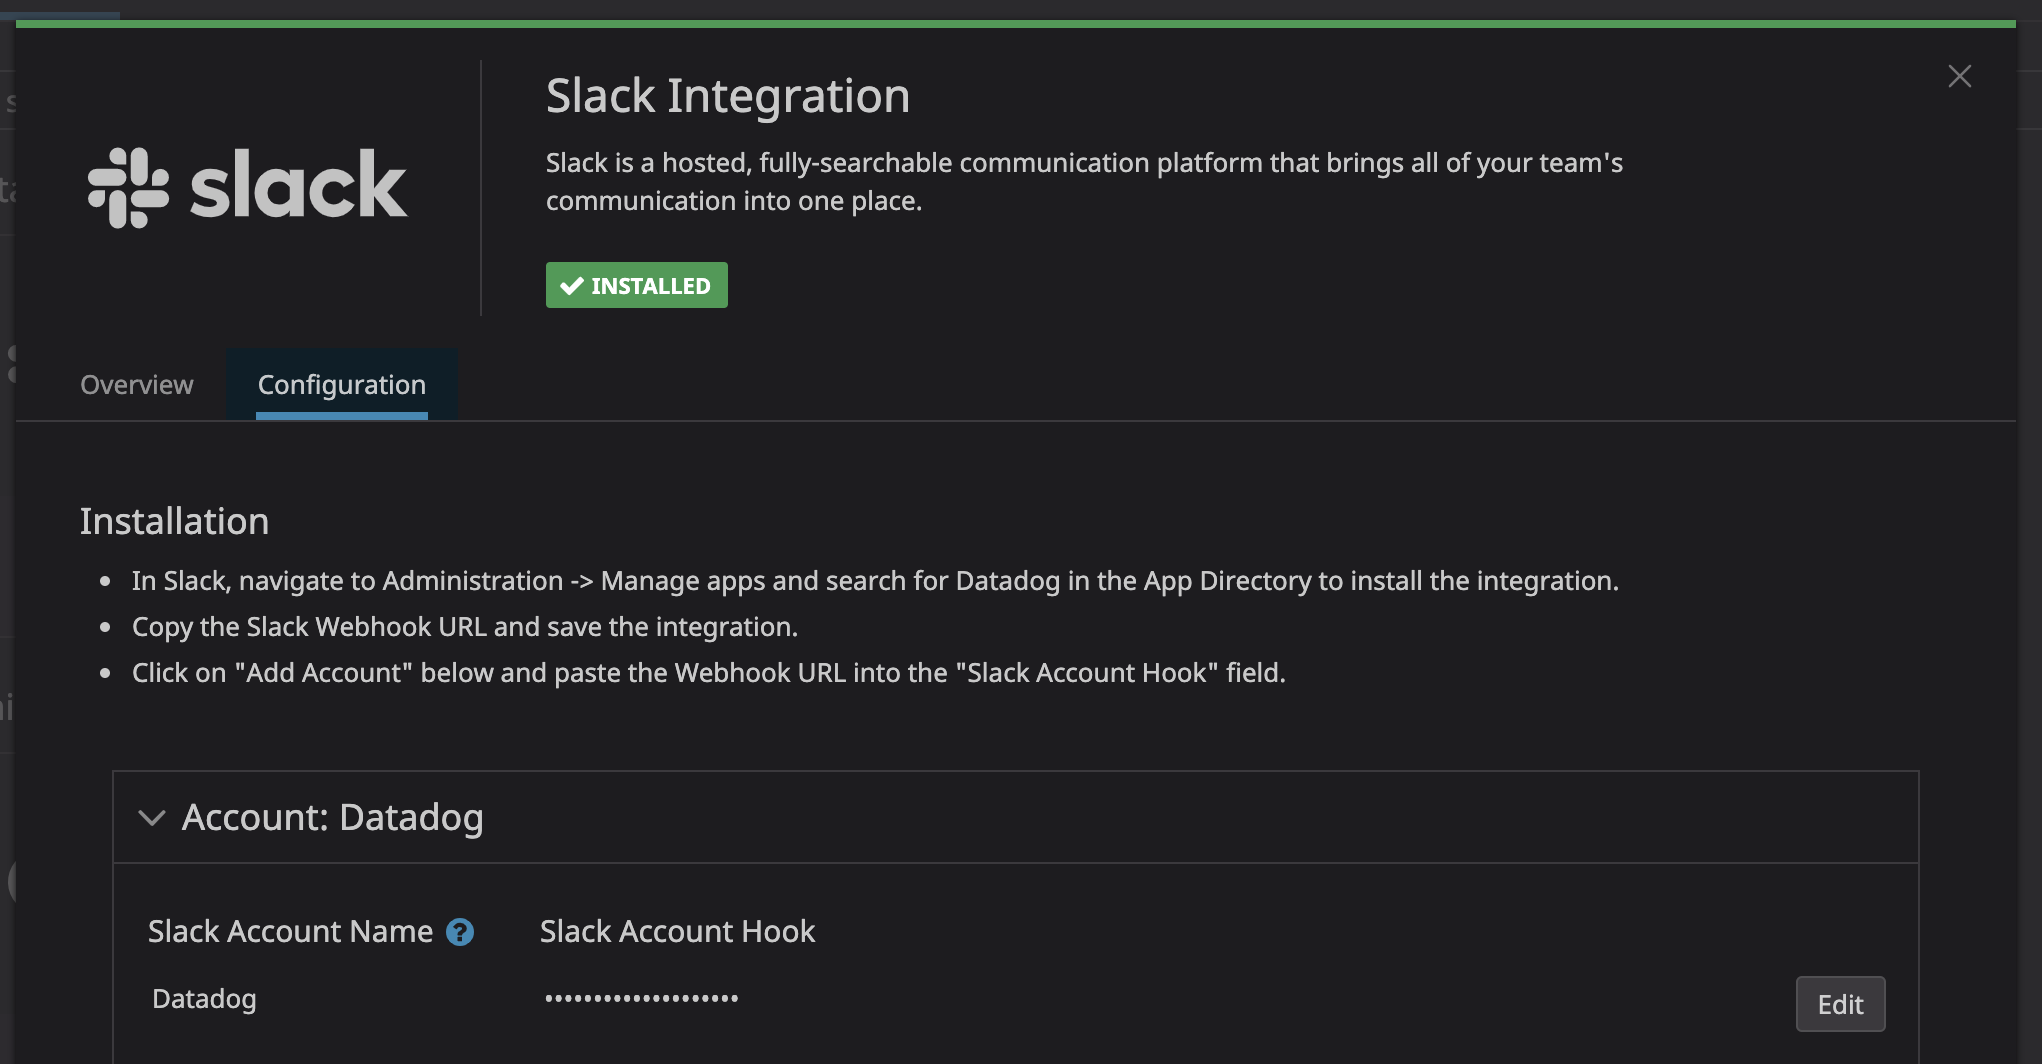 slack
Slack Integration
Slack is a hosted, fully-searchable communication platform that brings all of your team's
communication into one place.
INSTALLED
Overview
Configuration
Installation
In Slack, navigate to Administration -> Manage apps and search for Datadog in the App Directory to install the integration.
Copy the Slack Webhook URL and save the integration.
Click on "Add Account" below and paste the Webhook URL into the "Slack Account Hook" field.
Account: Datadog
Slack Account Name ?
Slack Account Hook
Datadog
••••••••••••••••••••
Edit